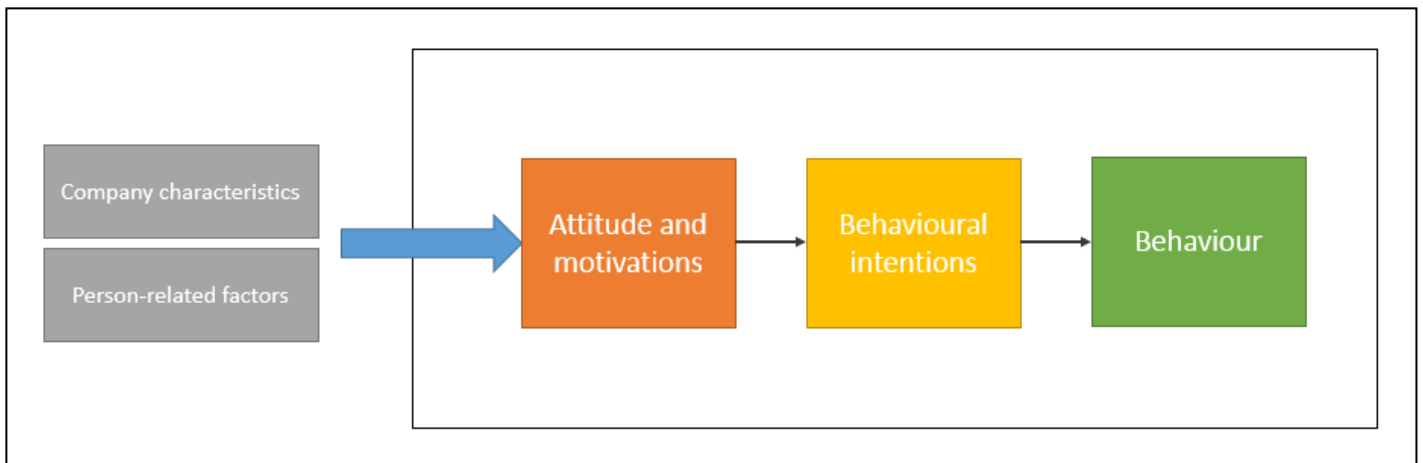 Company characteristics
Person-related factors
Attitude and
motivations
Behavioural
intentions
Behaviour